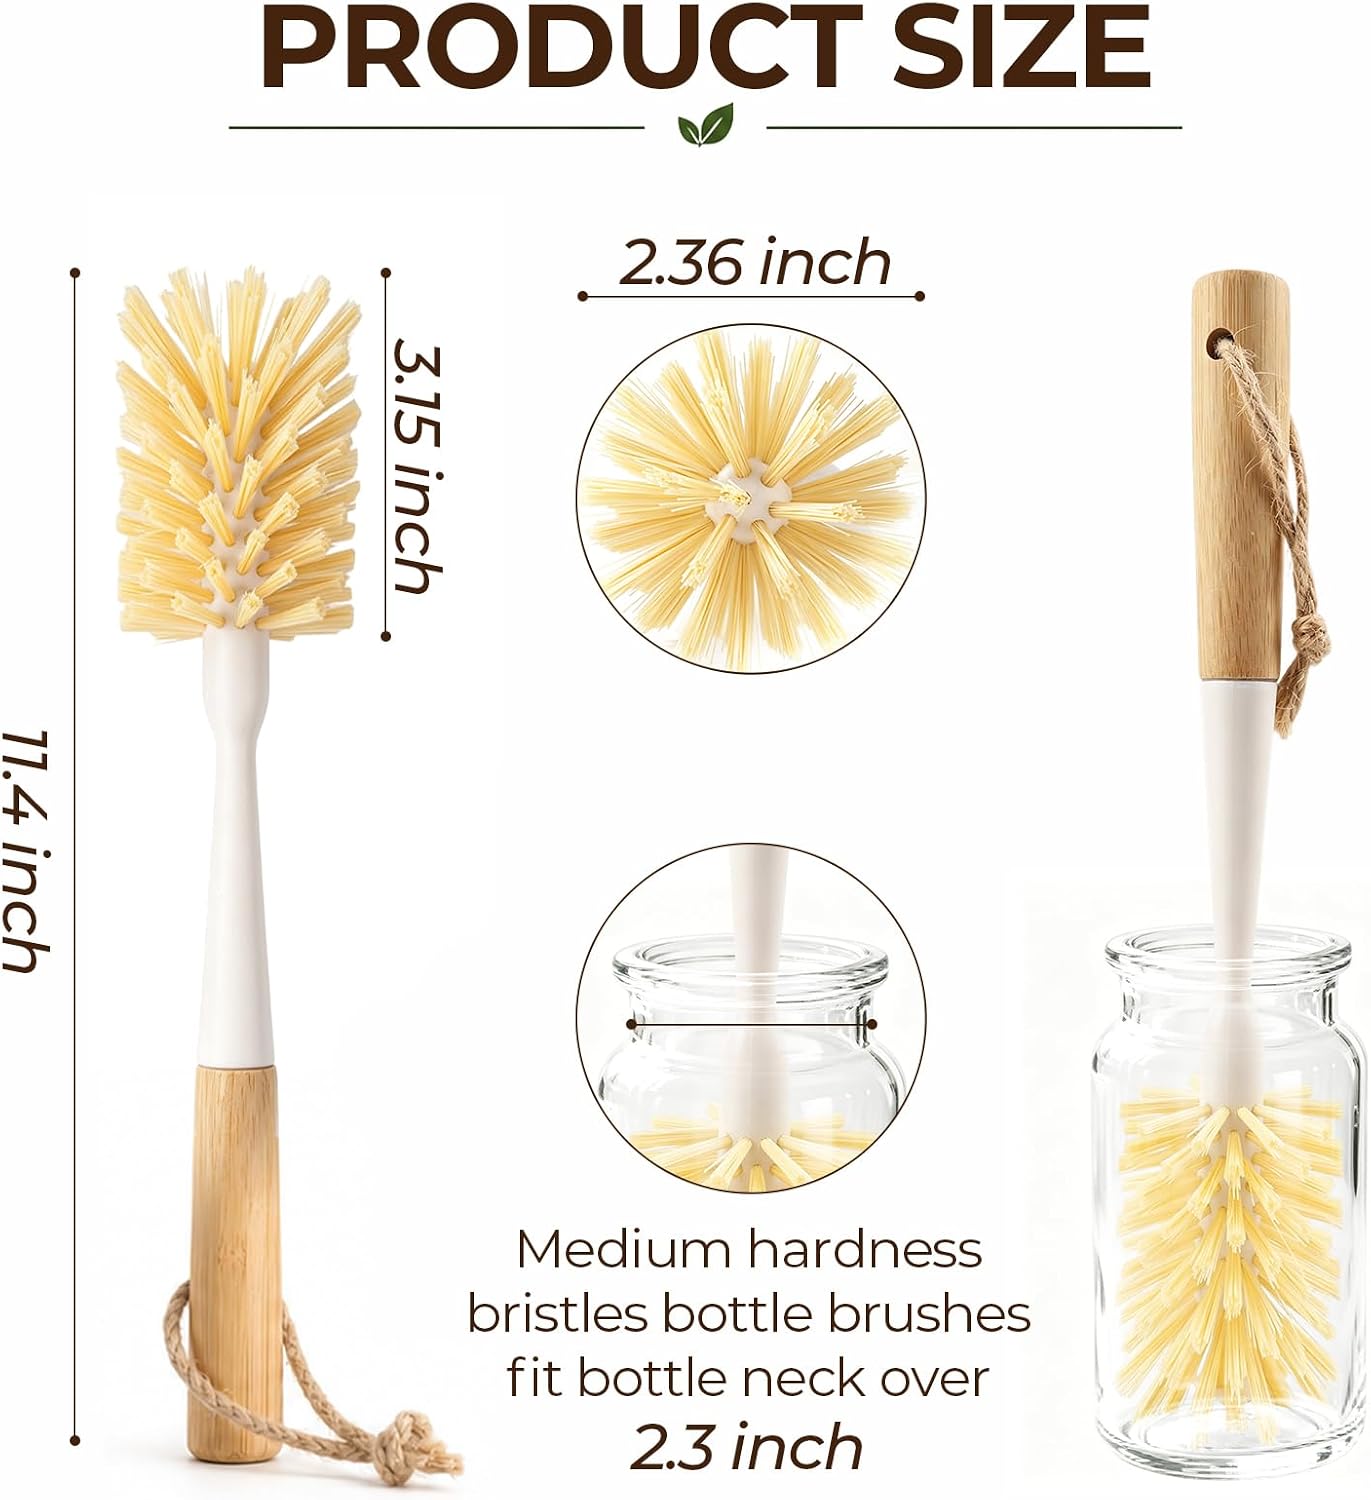 PRODUCT SIZE
2.36 inch
3.15 inch
11.4 inch
Medium hardness
bristles bottle brushes
fit bottle neck over
2.3 inch